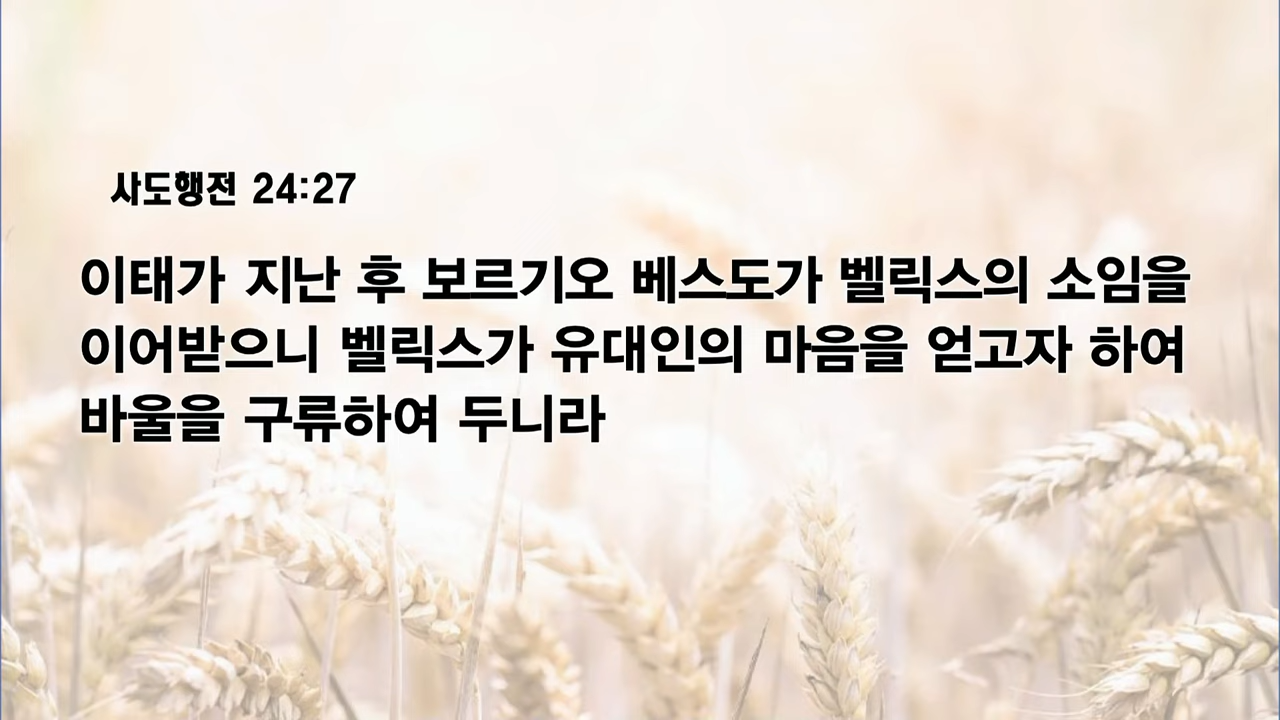 사도행전 24:27
이태가 지난 후 보르기오 베스도가 벨릭스의 소임을
이어받으니 벨릭스가 유대인의 마음을 얻고자 하여
바울을 구류하여 두니라